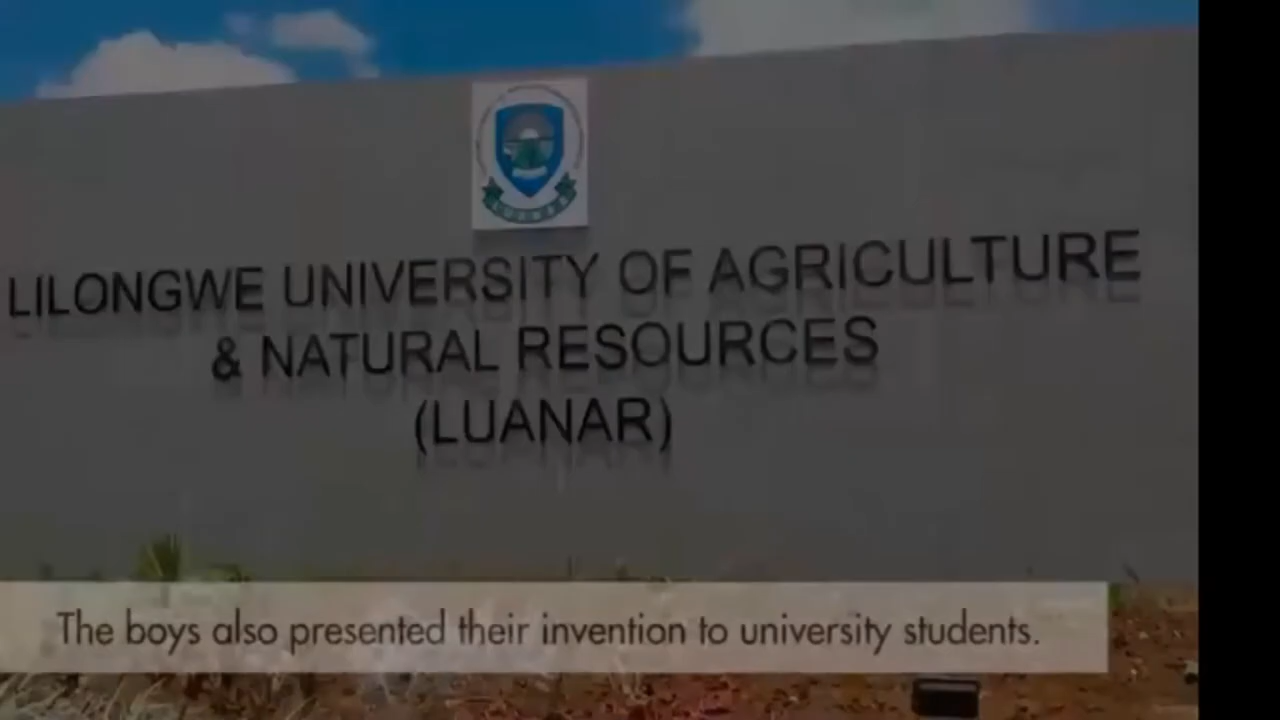 LILONGWE UNIVERSITY OF AGRICULTURE
& NATURAL RESOURCES
(LUANAR)
The boys also presented their invention to university students.